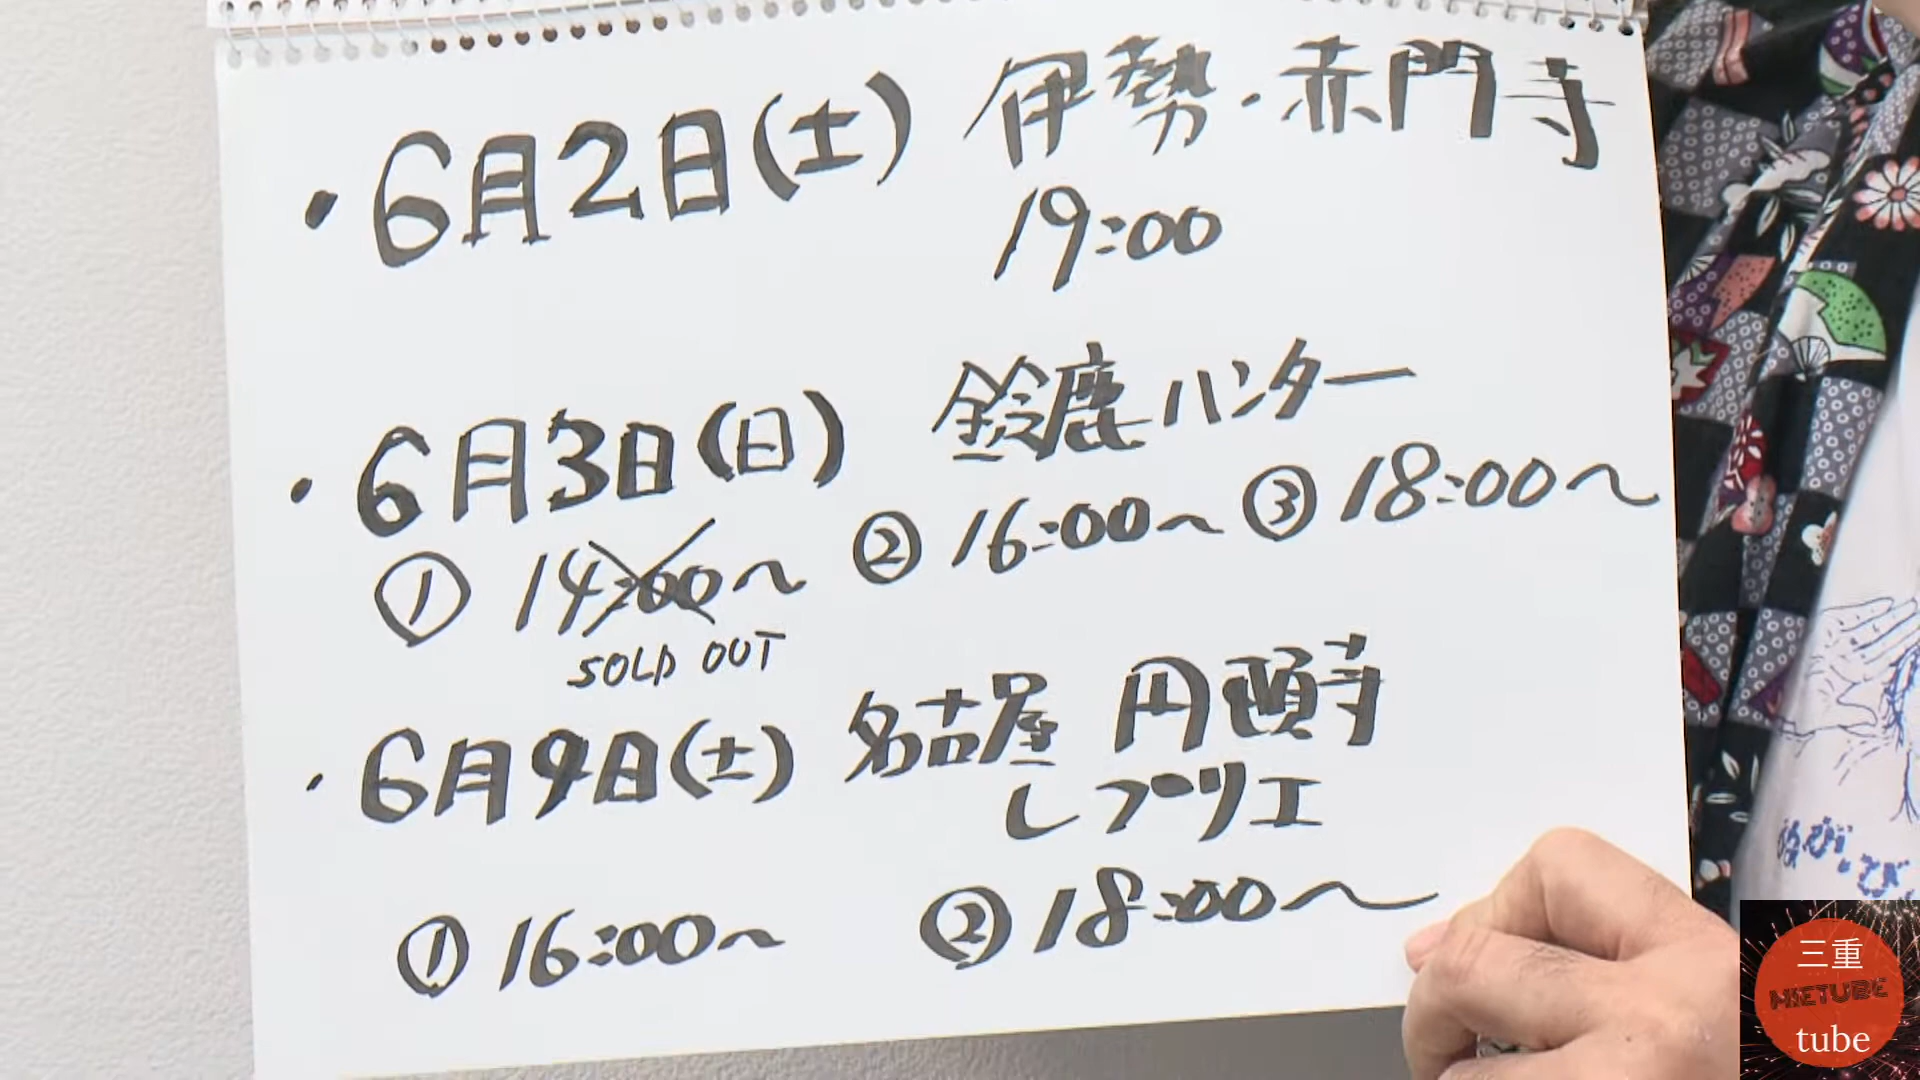 ・6月2日(土) 伊勢・赤門寺
19:00
・6月3日(日) 鈴鹿ハンター
① 14:00〜 ② 16:00〜 ③ 18:00〜
SOLD OUT
・6月9日(土) 名古屋 円頓寺
レプリエ
① 16:00〜 ② 18:00〜
三重
MIETUBE
tube